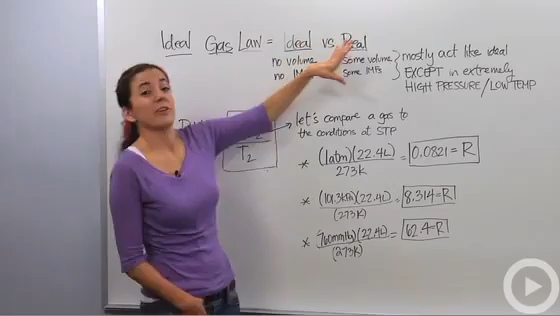 Ideal Gas Law = Ideal vs Real
no volume some volume
no some IMFs
mostly act like ideal
EXCEPT in extremely
HIGH PRESSURE / LOW TEMP
T2
let's compare a gas to
the conditions at STP
* (1atm)(22.4L) = 0.0821 = R
273K
* (101.3kPa)(22.4L) = 8.314 = R
(273K)
* (760mmHg)(22.4L) = 62.4 = R
(273K)